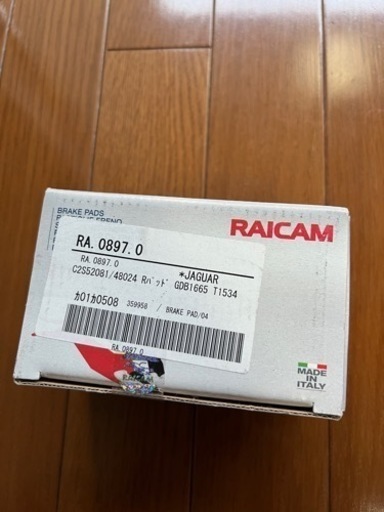 BRAKE PADS
RAICAM
RA.0897.0
RA.0897.0 *JAGUAR
C2S52081/48024 Rパッド GDB1665 T1534
カ01カ0508 359958 / BRAKE PAD/04
RA.0897.0
MADE IN
ITALY